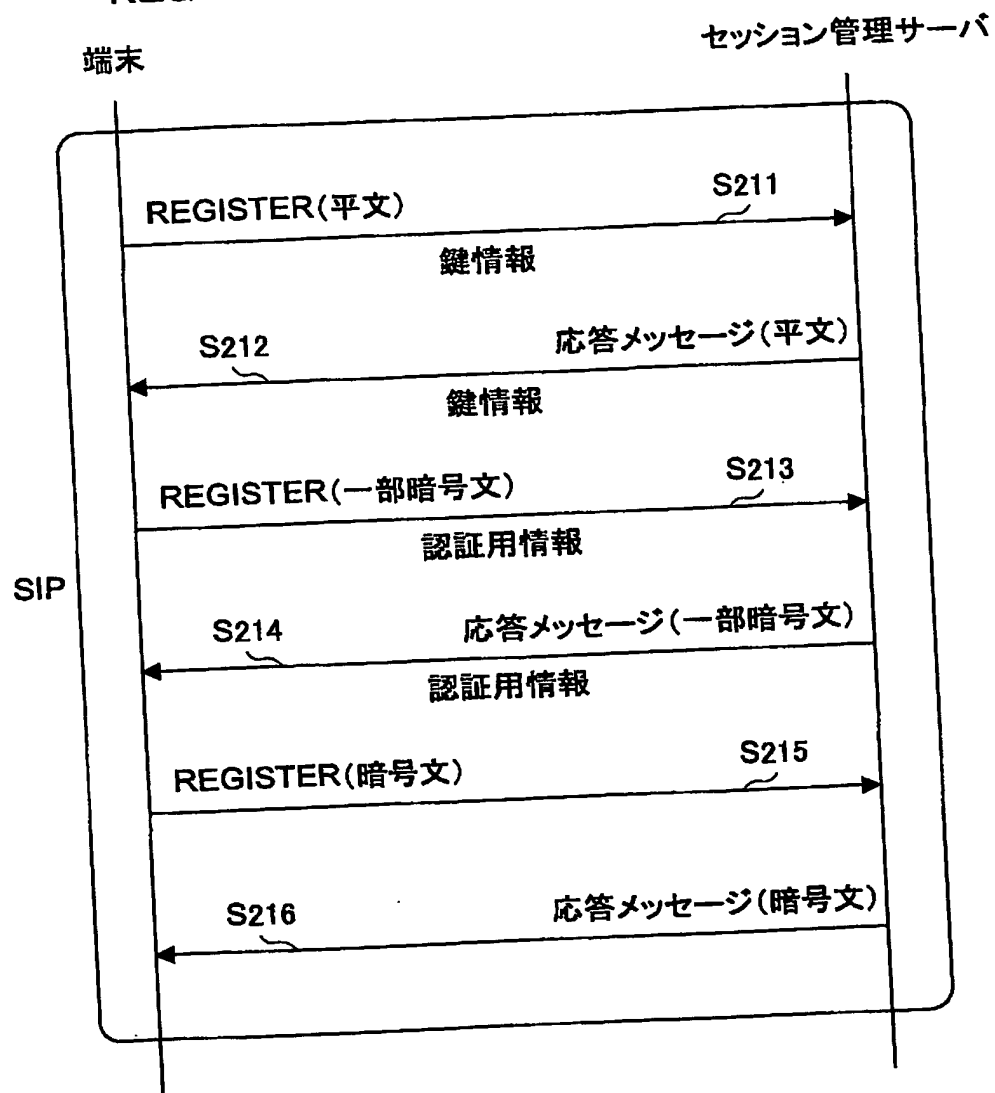 端末
セッション管理サーバ
S211
REGISTER(平文)
鍵情報
S212
応答メッセージ(平文)
鍵情報
S213
REGISTER(一部暗号文)
認証用情報
SIP
S214
応答メッセージ(一部暗号文)
認証用情報
S215
REGISTER(暗号文)
S216
応答メッセージ(暗号文)